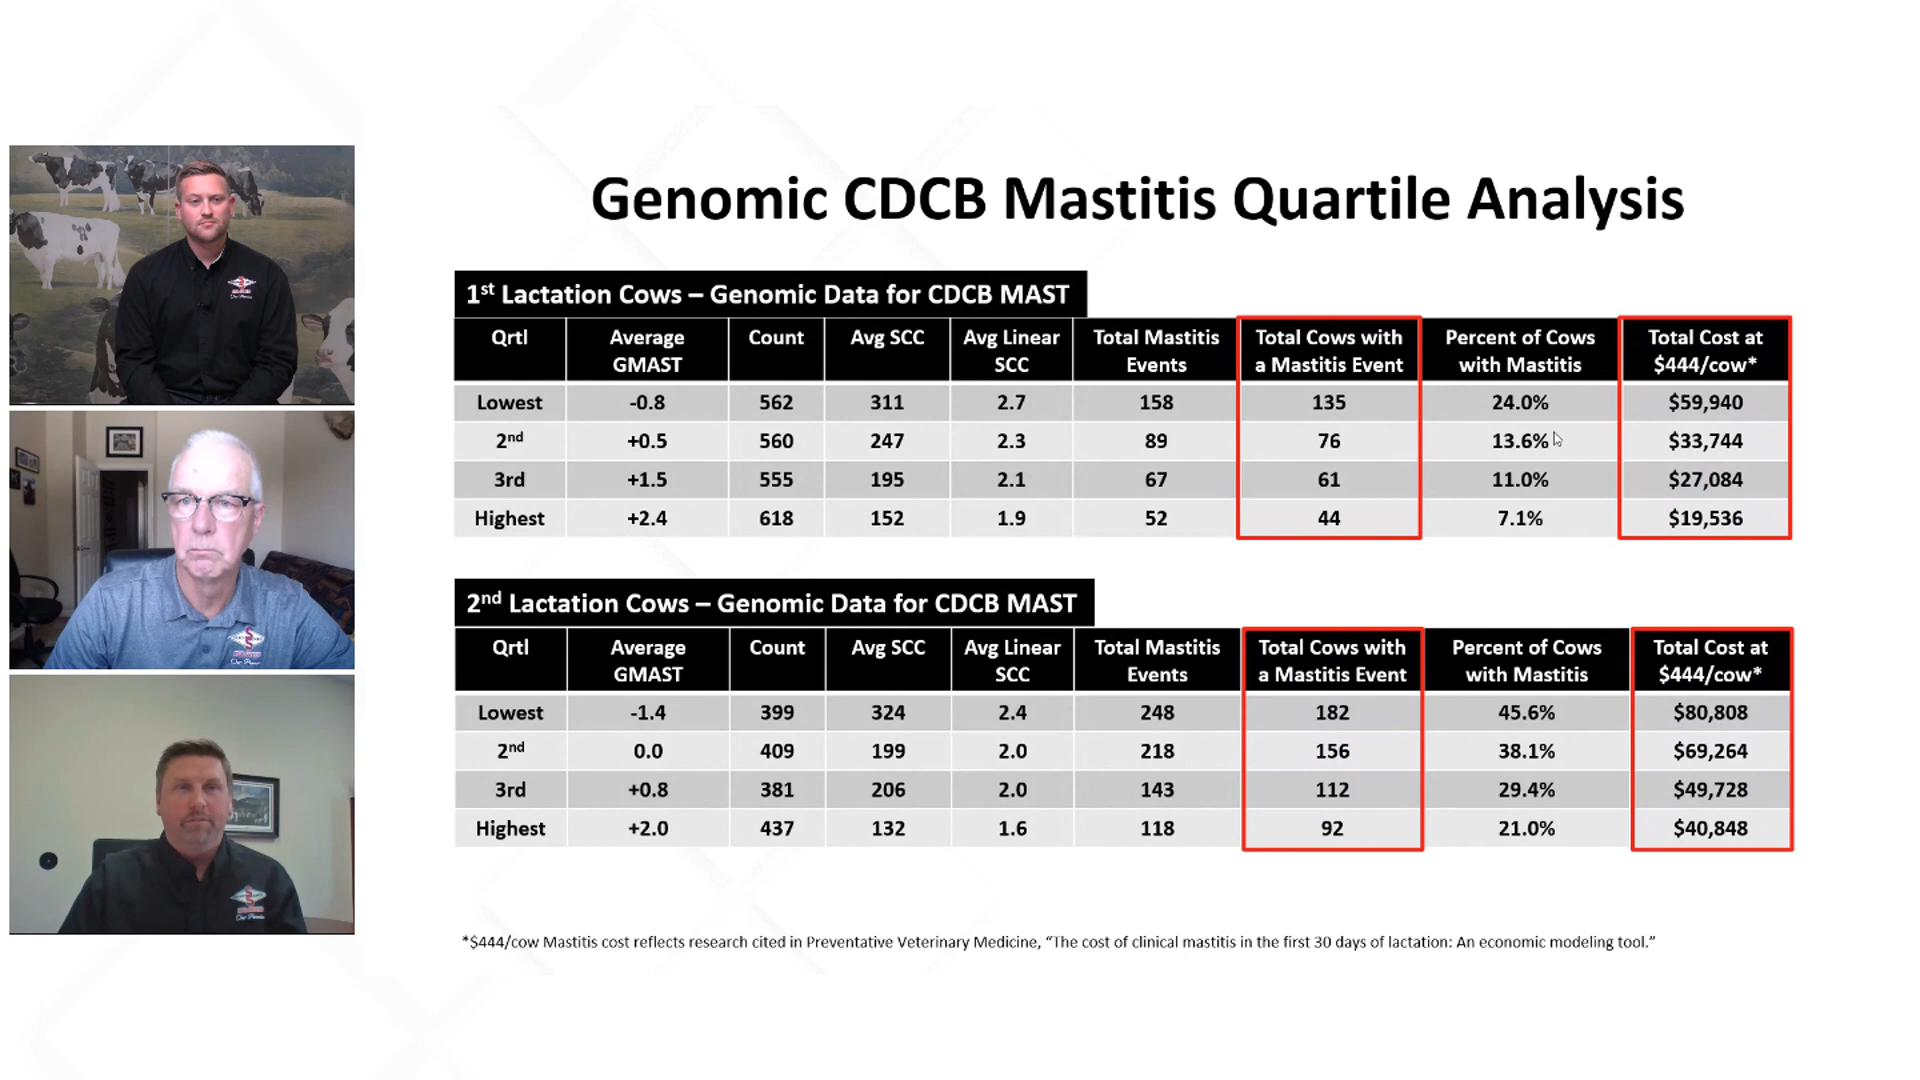 Genomic CDCB Mastitis Quartile Analysis
1st Lactation Cows – Genomic Data for CDCB MAST
Qrtl Average GMAST Count Avg SCC Avg Linear SCC Total Mastitis Events Total Cows with a Mastitis Event Percent of Cows with Mastitis Total Cost at $444/cow*
Lowest -0.8 562 311 2.7 158 135 24.0% $59,940
2nd +0.5 560 247 2.3 89 76 13.6% $33,744
3rd +1.5 555 195 2.1 67 61 11.0% $27,084
Highest +2.4 618 152 1.9 52 44 7.1% $19,536
2nd Lactation Cows – Genomic Data for CDCB MAST
Qrtl Average GMAST Count Avg SCC Avg Linear SCC Total Mastitis Events Total Cows with a Mastitis Event Percent of Cows with Mastitis Total Cost at $444/cow*
Lowest -1.4 399 324 2.4 248 182 45.6% $80,808
2nd 0.0 409 199 2.0 218 156 38.1% $69,264
3rd +0.8 381 206 2.0 143 112 29.4% $49,728
Highest +2.0 437 132 1.6 118 92 21.0% $40,848
*$444/cow Mastitis cost reflects research cited in Preventative Veterinary Medicine, “The cost of clinical mastitis in the first 30 days of lactation: An economic modeling tool.”